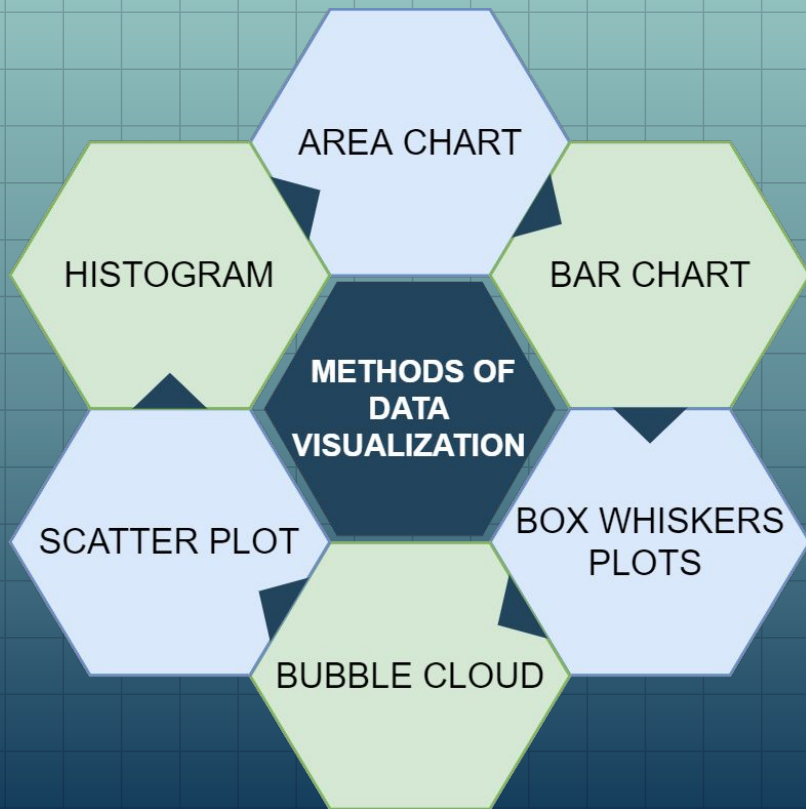 AREA CHART
HISTOGRAM
BAR CHART
METHODS OF
DATA
VISUALIZATION
SCATTER PLOT
BOX WHISKERS
PLOTS
BUBBLE CLOUD